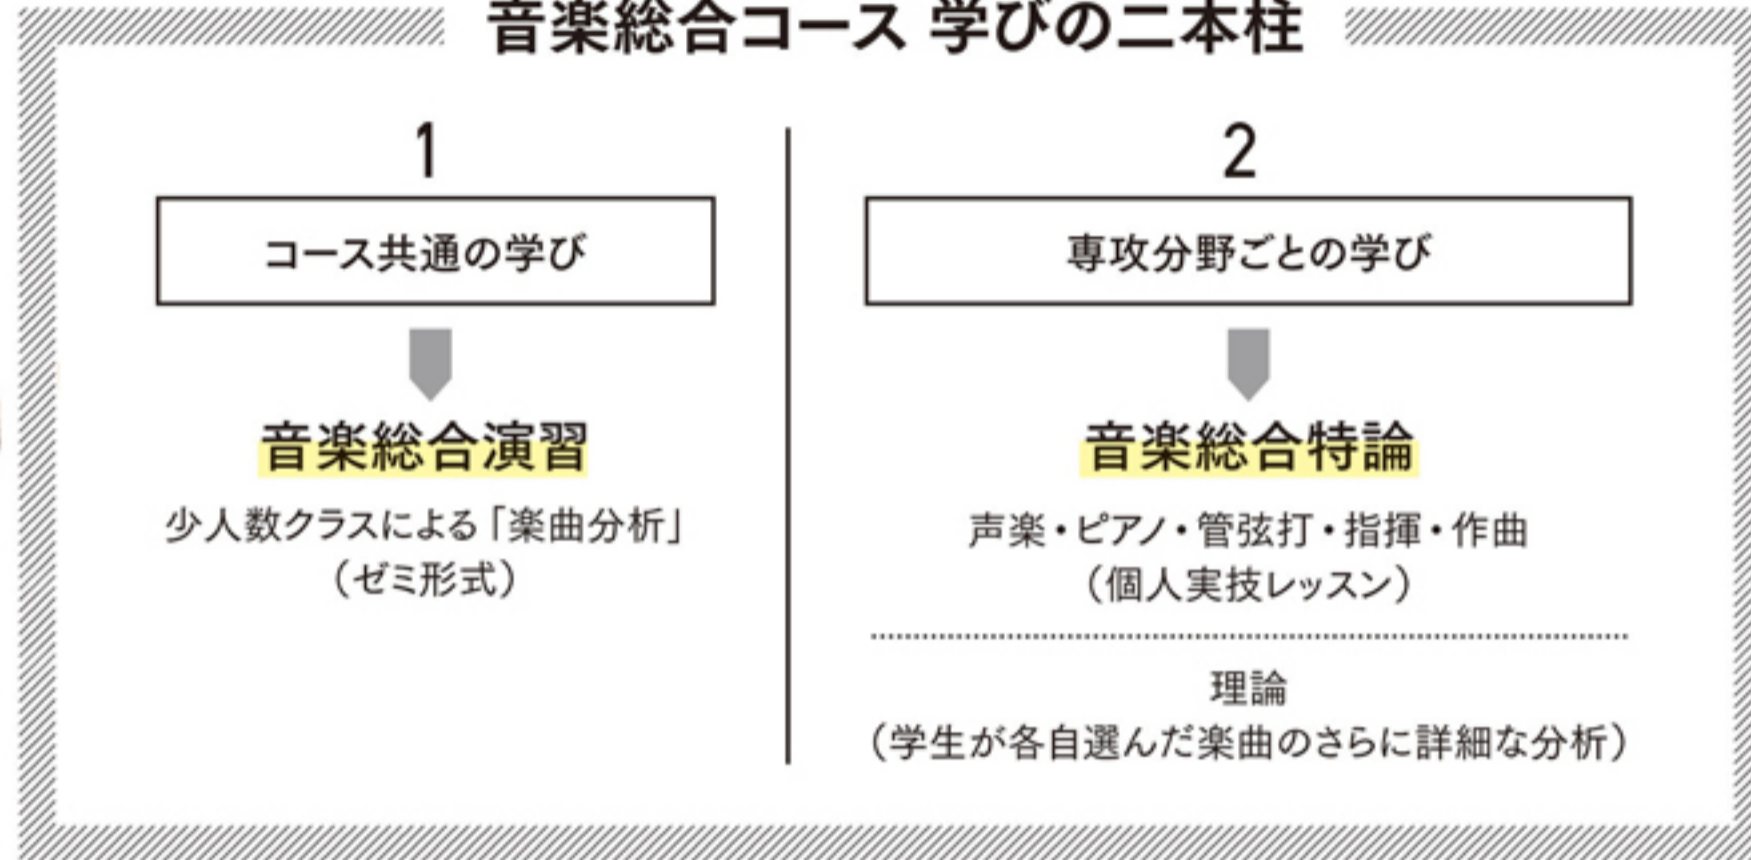 音楽総合コース 学びの二本柱
1
コース共通の学び
音楽総合演習
少人数クラスによる「楽曲分析」
（ゼミ形式）
2
専攻分野ごとの学び
音楽総合特論
声楽・ピアノ・管弦打・指揮・作曲
（個人実技レッスン）
理論
（学生が各自選んだ楽曲のさらに詳細な分析）